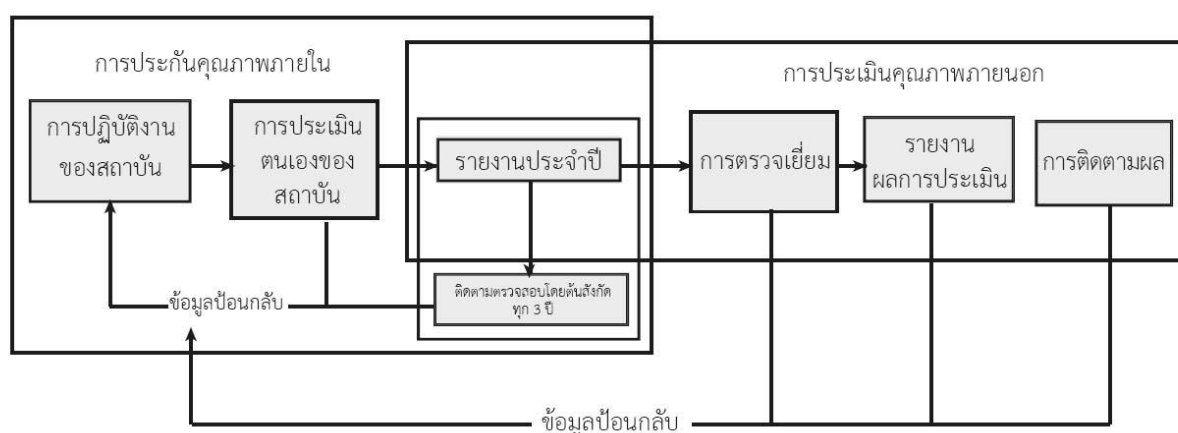 การประกันคุณภาพภายใน
การประเมินคุณภาพภายนอก
การปฏิบัติงาน
ของสถาบัน
การประเมิน
ตนเองของ
สถาบัน
รายงานประจำปี
การตรวจเยี่ยม
รายงาน
ผลการประเมิน
การติดตามผล
ติดตามตรวจสอบโดยต้นสังกัด
ทุก 3 ปี
ข้อมูลป้อนกลับ
ข้อมูลป้อนกลับ